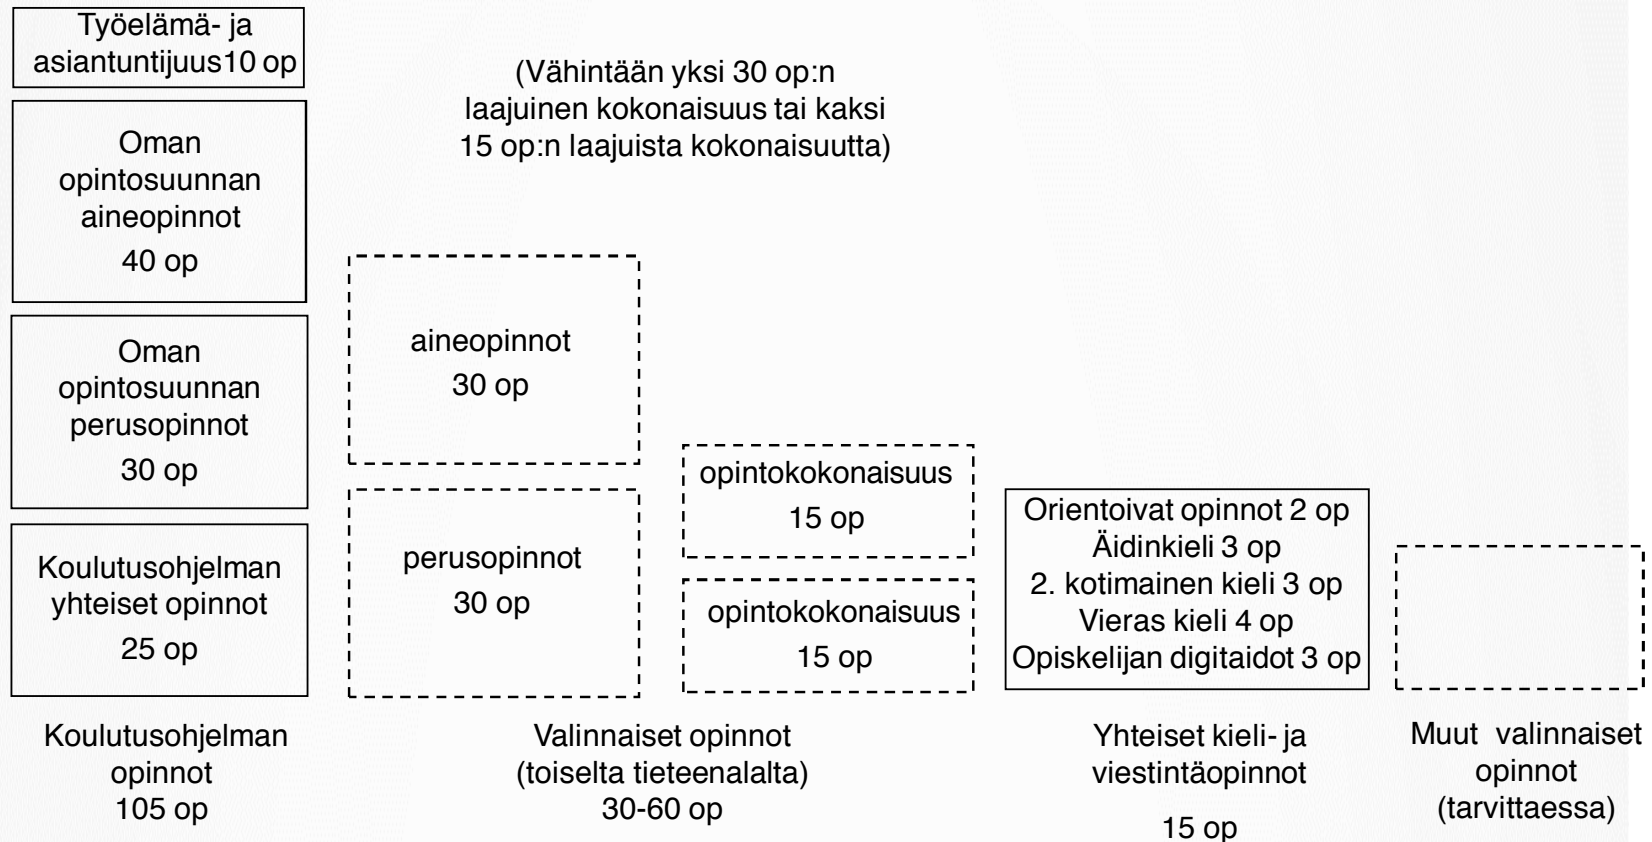 Työelämä- ja
asiantuntijuus10 op
(Vähintään yksi 30 op:n
laajuinen kokonaisuus tai kaksi
15 op:n laajuista kokonaisuutta)
Oman
opintosuunnan
aineopinnot
40 op
Oman
opintosuunnan
perusopinnot
30 op
Koulutusohjelman
yhteiset opinnot
25 op
Koulutusohjelman
opinnot
105 op
aineopinnot
30 op
perusopinnot
30 op
opintokokonaisuus
15 op
opintokokonaisuus
15 op
Valinnaiset opinnot
(toiselta tieteenalalta)
30-60 op
Orientoivat opinnot 2 op
Äidinkieli 3 op
2. kotimainen kieli 3 op
Vieras kieli 4 op
Opiskelijan digitaidot 3 op
Yhteiset kieli- ja
viestintäopinnot
15 op
Muut valinnaiset
opinnot
(tarvittaessa)